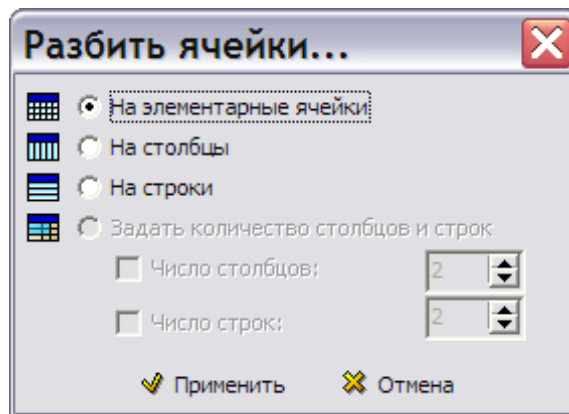 Разбить ячейки...
На элементарные ячейки
На столбцы
На строки
Задать количество столбцов и строк
Число столбцов: 2
Число строк: 2
Применить Отмена